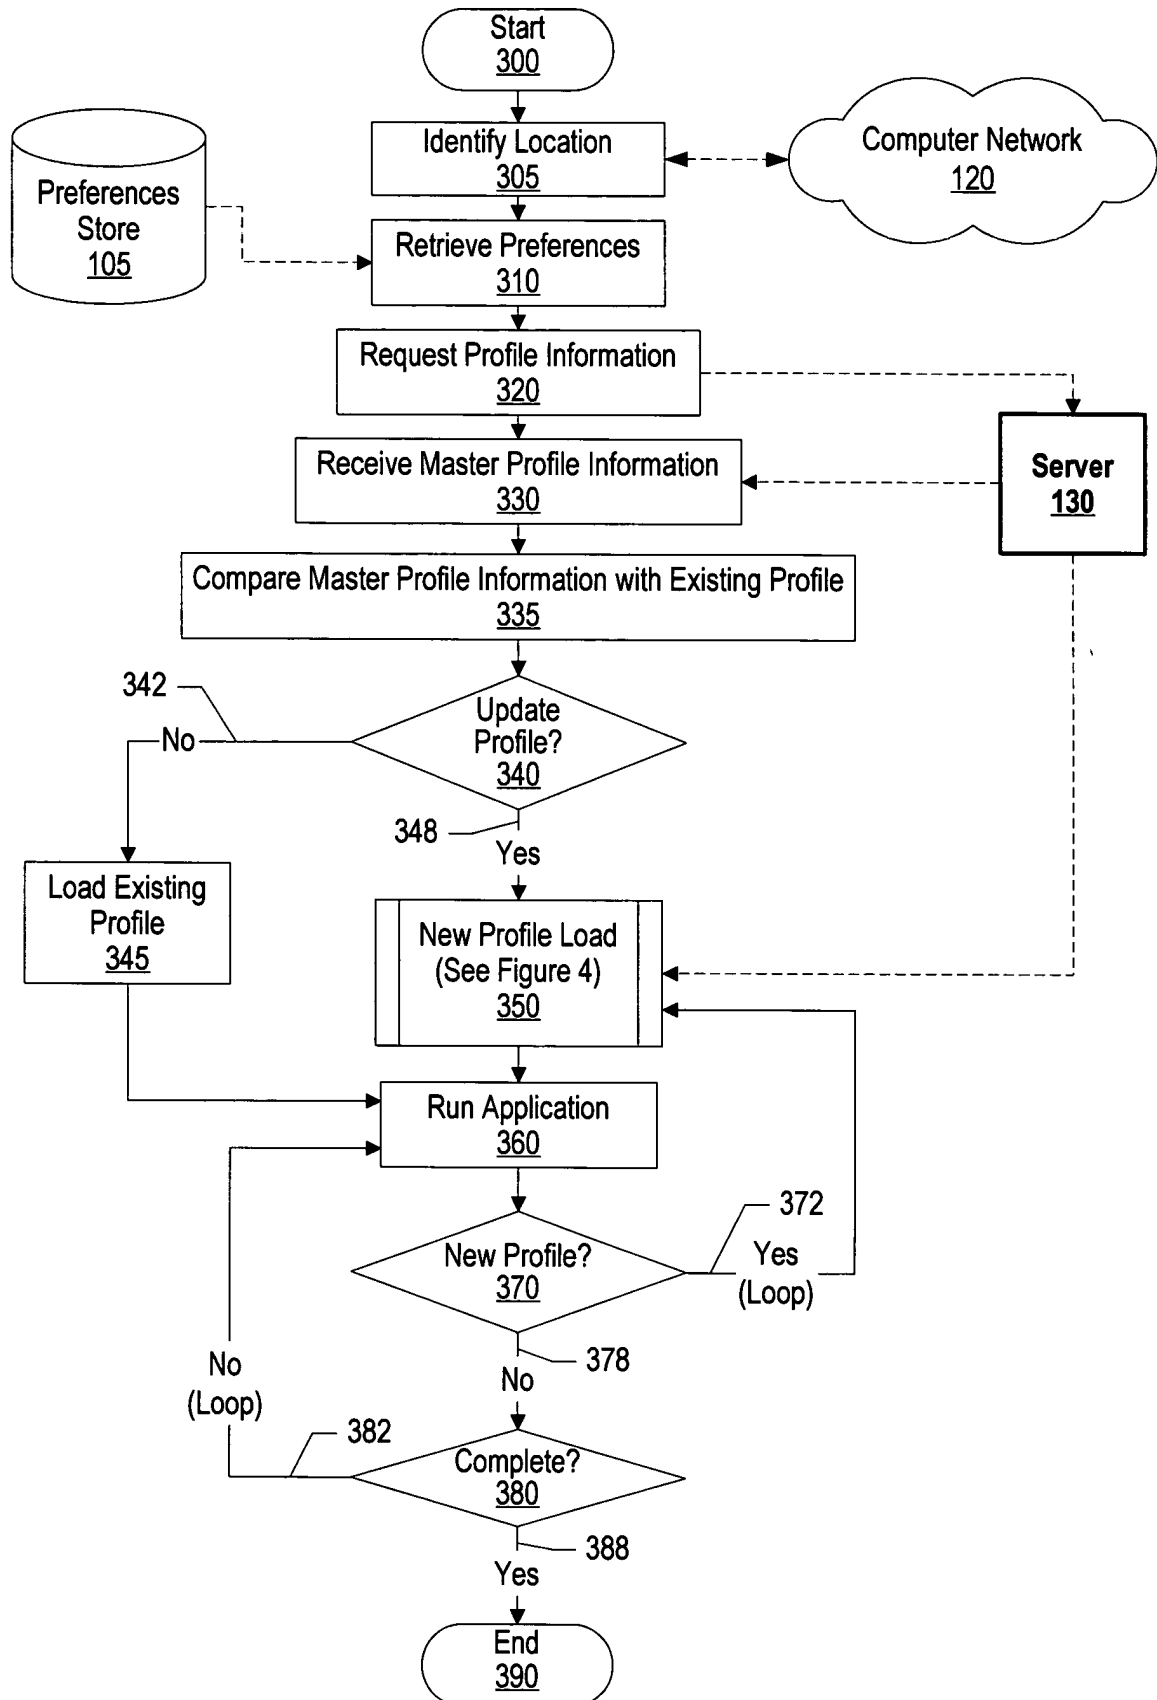 Start
300
Identify Location
305
Computer Network
120
Preferences
Store
105
Retrieve Preferences
310
Request Profile Information
320
Receive Master Profile Information
330
Server
130
Compare Master Profile Information with Existing Profile
335
342
Update
Profile?
340
No
348
Yes
Load Existing
Profile
345
New Profile Load
(See Figure 4)
350
Run Application
360
372
New Profile?
370
Yes
(Loop)
378
No
No
(Loop)
382
Complete?
380
388
Yes
End
390